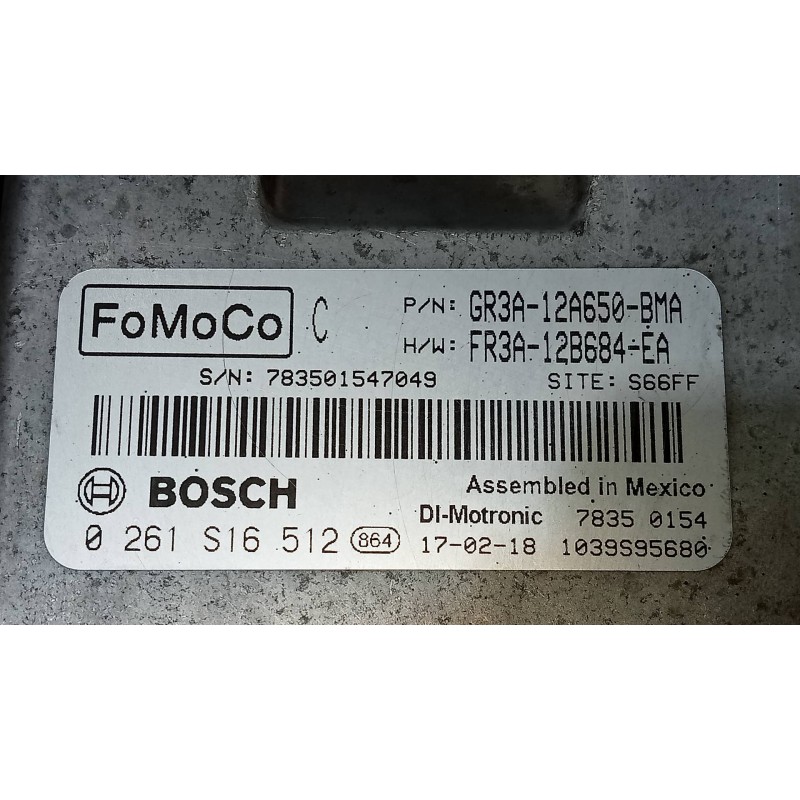 FoMoCo C P/N: GR3A-12A650-BMA
H/W: FR3A-12B684-EA
S/N: 783501547049 SITE: S66FF
BOSCH Assembled in Mexico
DI-Motronic 7835 0154
0 261 S16 512 864 17-02-18 1039S95680